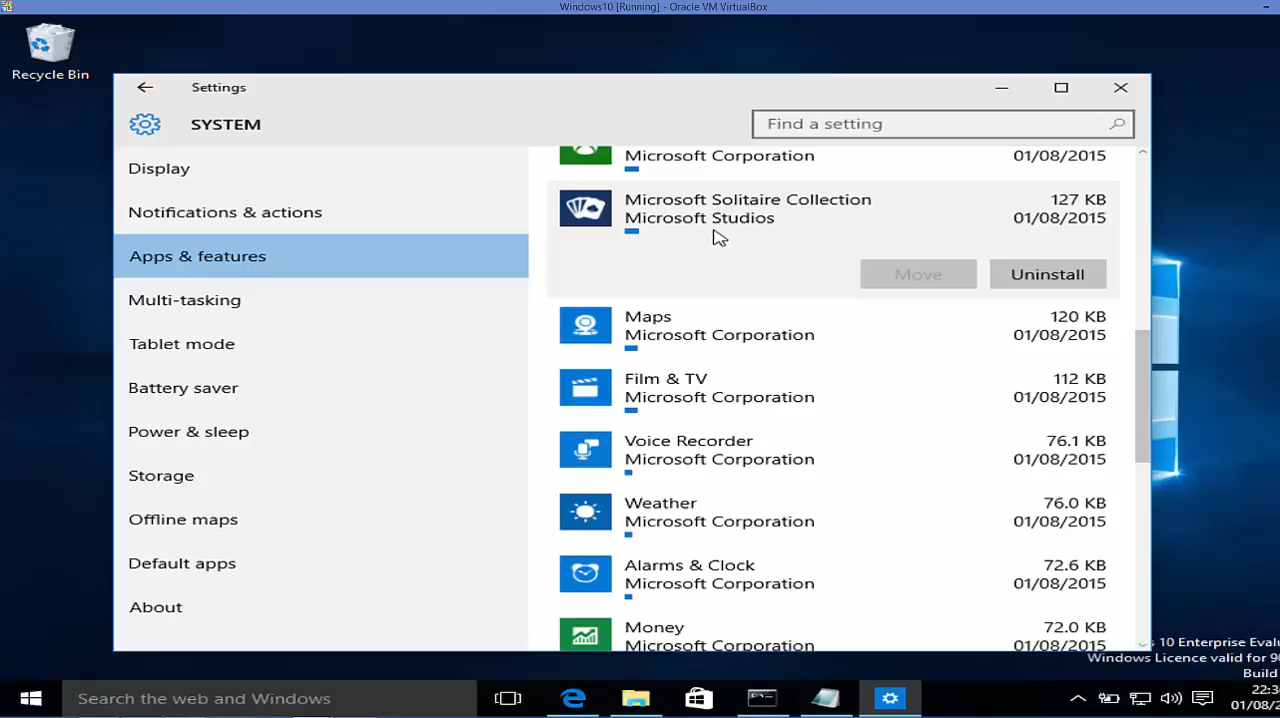 Windows10 [Running] - Oracle VM VirtualBox
Recycle Bin
Settings
SYSTEM
Find a setting
Display
Notifications & actions
Apps & features
Multi-tasking
Tablet mode
Battery saver
Power & sleep
Storage
Offline maps
Default apps
About
Microsoft Corporation 01/08/2015
Microsoft Solitaire Collection 127 KB
Microsoft Studios 01/08/2015
Move Uninstall
Maps 120 KB
Microsoft Corporation 01/08/2015
Film & TV 112 KB
Microsoft Corporation 01/08/2015
Voice Recorder 76.1 KB
Microsoft Corporation 01/08/2015
Weather 76.0 KB
Microsoft Corporation 01/08/2015
Alarms & Clock 72.6 KB
Microsoft Corporation 01/08/2015
Money 72.0 KB
Microsoft Corporation 01/08/2015
10 Enterprise
Windows Licence valid for
Build
Search the web and Windows
22:3
01/08/2